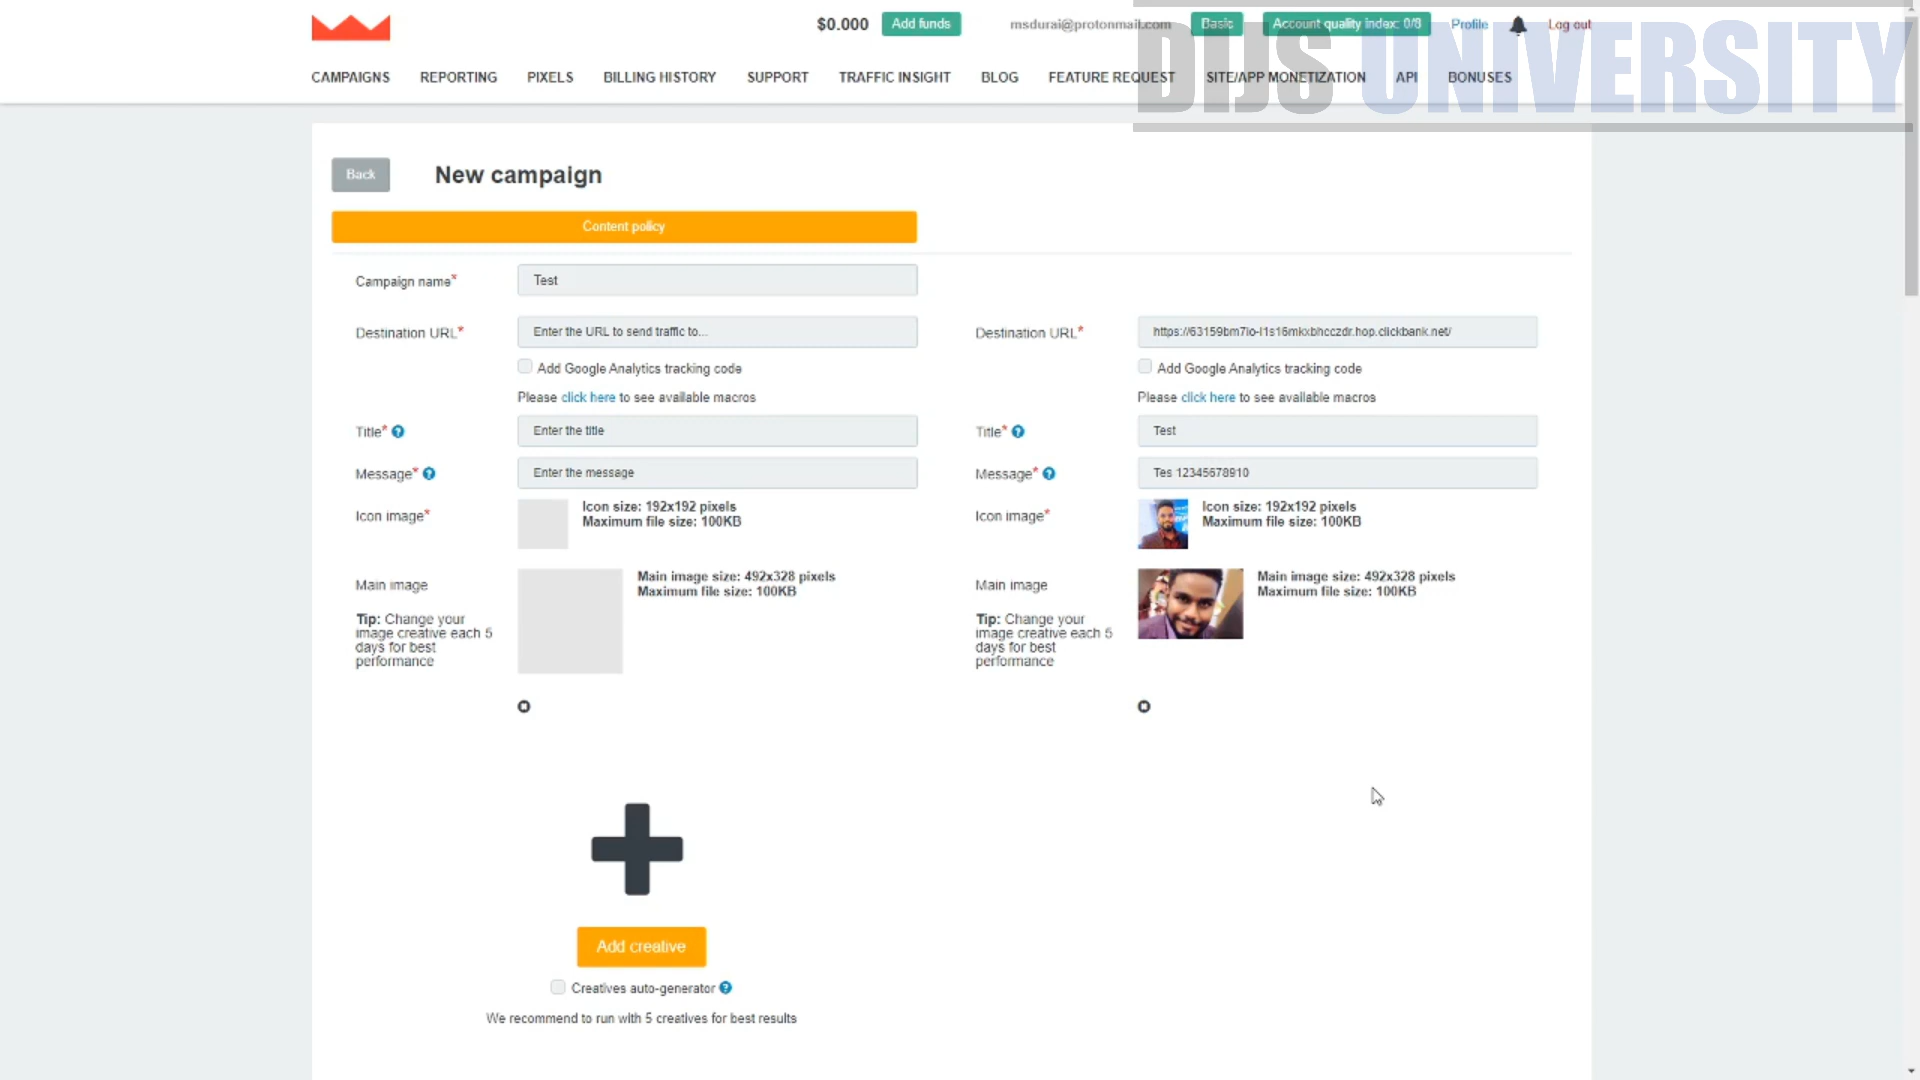 $0.000 Add funds msdurai@protonmail.com Basic Account quality index: 0/8 Profile Log out
DIJS UNIVERSITY
CAMPAIGNS REPORTING PIXELS BILLING HISTORY SUPPORT TRAFFIC INSIGHT BLOG FEATURE REQUEST SITE/APP MONETIZATION API BONUSES
Back New campaign
Content policy
Campaign name* Test
Destination URL* Enter the URL to send traffic to...
Add Google Analytics tracking code
Please click here to see available macros
Title* Enter the title
Message* Enter the message
Icon image* Icon size: 192x192 pixels
Maximum file size: 100KB
Main image Main image size: 492x328 pixels
Maximum file size: 100KB
Tip: Change your
image creative each 5
days for best
performance
Destination URL*
Add Google Analytics tracking code
Please click here to see available macros
Title* Test
Message* Tes 12345678910
Icon image* Icon size: 192x192 pixels
Maximum file size: 100KB
Main image Main image size: 492x328 pixels
Maximum file size: 100KB
Tip: Change your
image creative each 5
days for best
performance
Add creative
Creatives auto-generator
We recommend to run with 5 creatives for best results